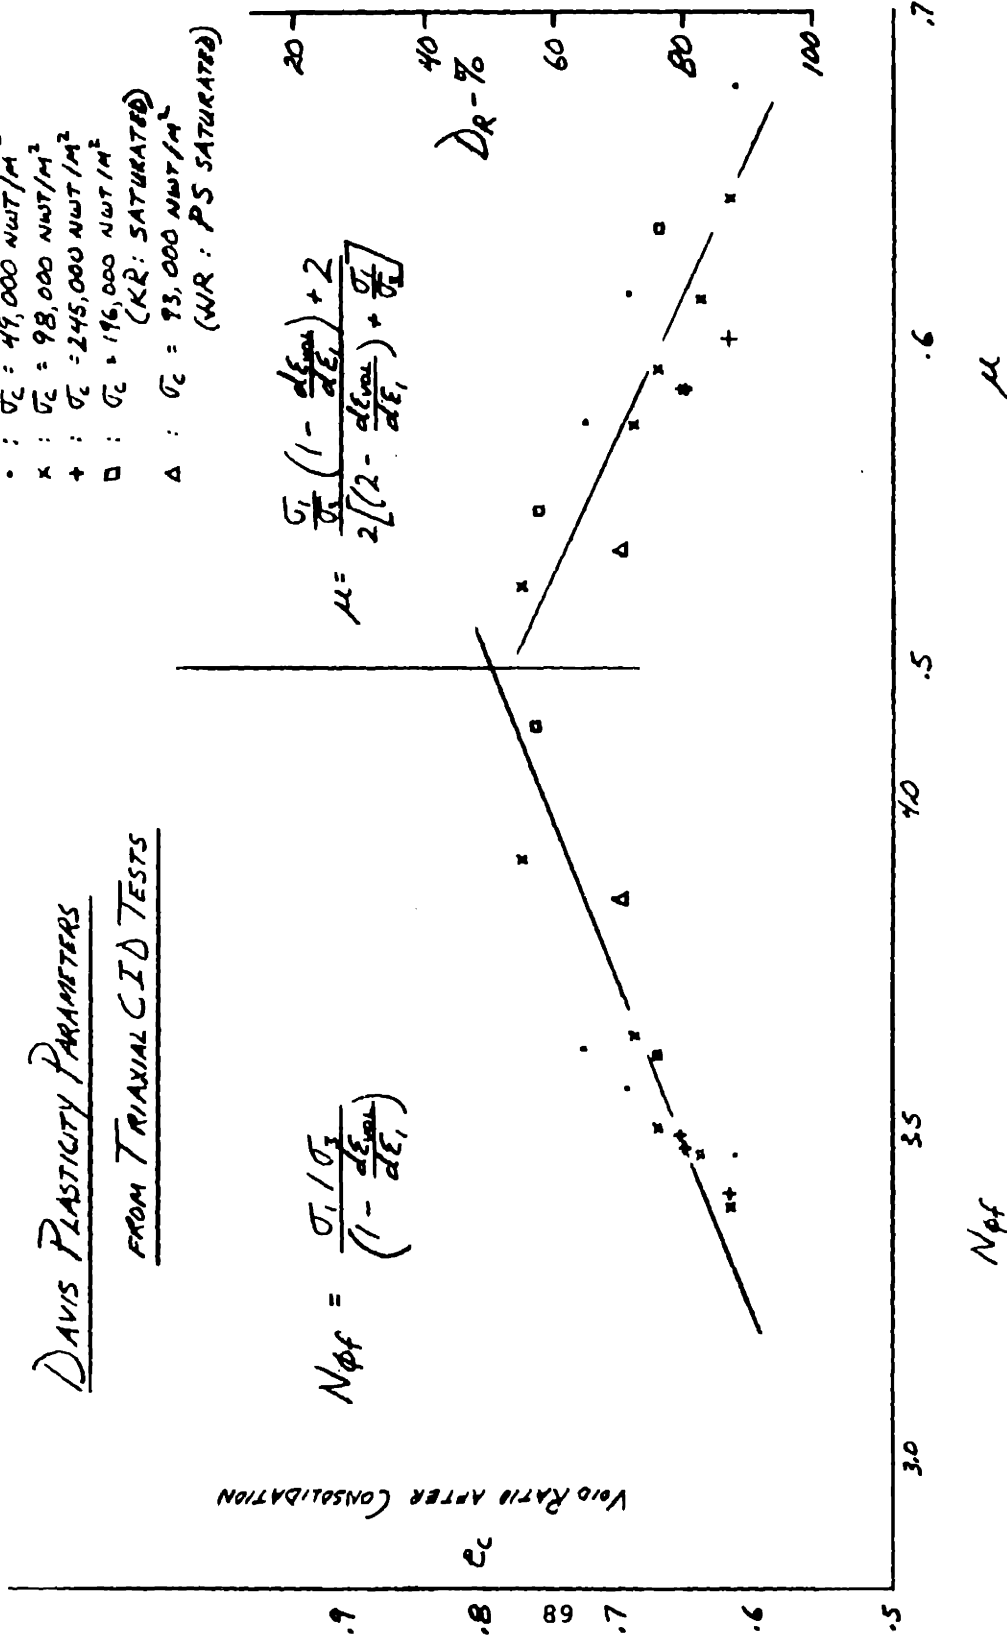 DAVIS PLASTICITY PARAMETERS
FROM TRIAXIAL CID TESTS
• : σc = 49,000 NWT/M²
x : σc = 98,000 NWT/M²
+ : σc = 245,000 NWT/M²
□ : σc = 196,000 NWT/M²
(KR: SATURATED)
△ : σc = 93,000 NWT/M²
(WR: PS SATURATED)
Nφf = σ1/σ3 / (1 - dεvol/dε1)
μ = σ1/σ3 (1 - dεvol/dε1) + 2 / 2[(2 - dεvol/dε1) + σ1/σ3]
20
40
60
80
100
DR-%
ec
VOID RATIO AFTER CONSOLIDATION
.9
.8
.7
.6
.5
68
3.0
3.5
4.0
.5
.6
.7
Nφf
μ